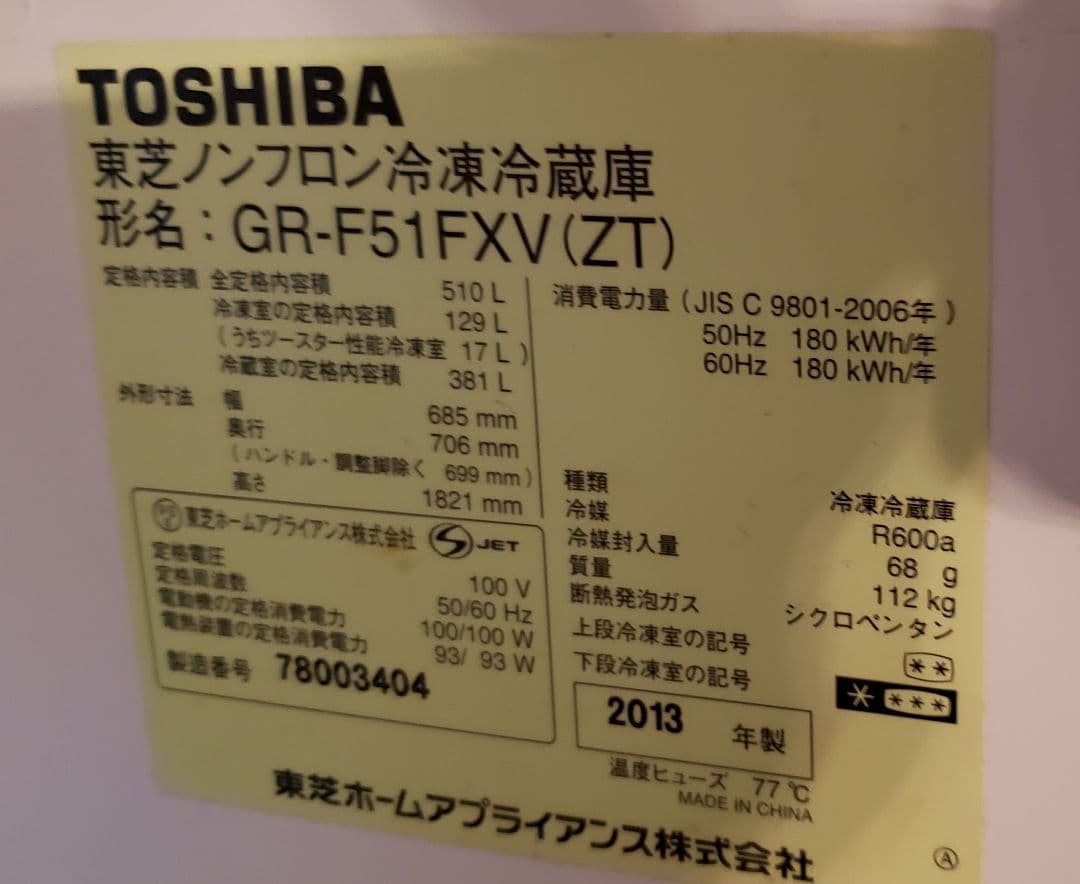 TOSHIBA
東芝ノンフロン冷凍冷蔵庫
形名：GR-F51FXV(ZT)
定格内容積 全定格内容積 510 L
冷凍室の定格内容積 129 L
(うちツースター性能冷凍室 17 L)
冷蔵室の定格内容積 381 L
外形寸法 幅 685 mm
奥行 706 mm
(ハンドル・調整脚除く 699 mm)
高さ 1821 mm
東芝ホームアプライアンス株式会社 S JET
定格電圧 100 V
定格周波数 50/60 Hz
電動機の定格消費電力 100/100 W
電熱装置の定格消費電力 93/ 93 W
製造番号 78003404
消費電力量 (JIS C 9801-2006年)
50Hz 180 kWh/年
60Hz 180 kWh/年
種類 冷凍冷蔵庫
冷媒 R600a
冷媒封入量 68 g
質量 112 kg
断熱発泡ガス シクロペンタン
上段冷凍室の記号 **
下段冷凍室の記号 * ***
2013 年製
温度ヒューズ 77 ℃
MADE IN CHINA
東芝ホームアプライアンス株式会社
Ⓐ